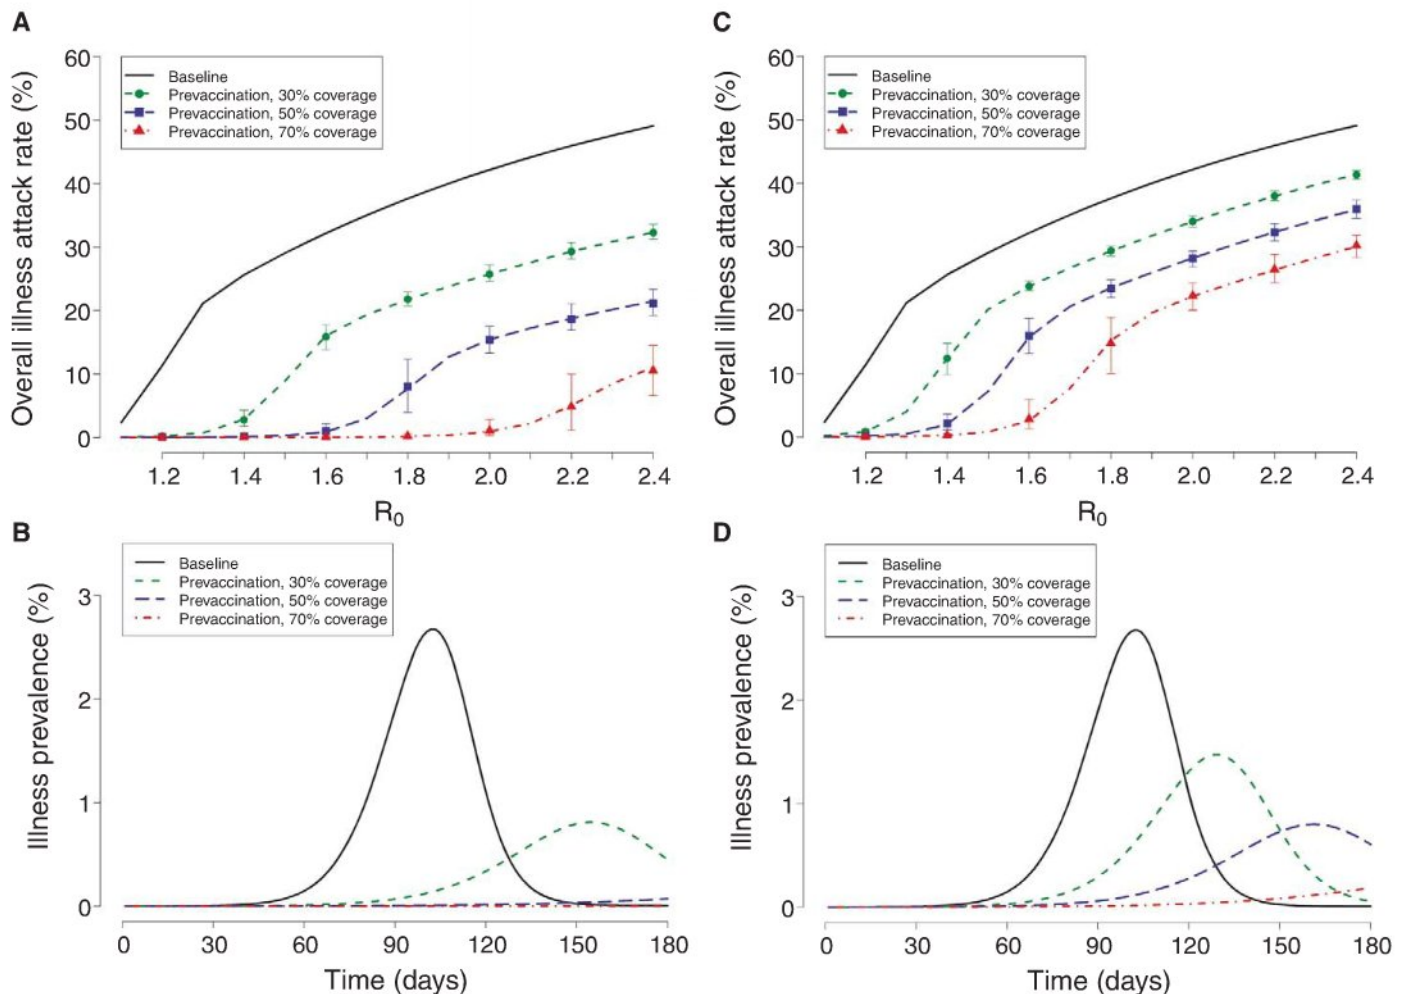 A
Overall illness attack rate (%)
60
50
40
30
20
10
0
Baseline
Prevaccination, 30% coverage
Prevaccination, 50% coverage
Prevaccination, 70% coverage
1.2 1.4 1.6 1.8 2.0 2.2 2.4
R0
C
Overall illness attack rate (%)
60
50
40
30
20
10
0
Baseline
Prevaccination, 30% coverage
Prevaccination, 50% coverage
Prevaccination, 70% coverage
1.2 1.4 1.6 1.8 2.0 2.2 2.4
R0
B
Illness prevalence (%)
3
2
1
0
Baseline
Prevaccination, 30% coverage
Prevaccination, 50% coverage
Prevaccination, 70% coverage
0 30 60 90 120 150 180
Time (days)
D
Illness prevalence (%)
3
2
1
0
Baseline
Prevaccination, 30% coverage
Prevaccination, 50% coverage
Prevaccination, 70% coverage
0 30 60 90 120 150 180
Time (days)